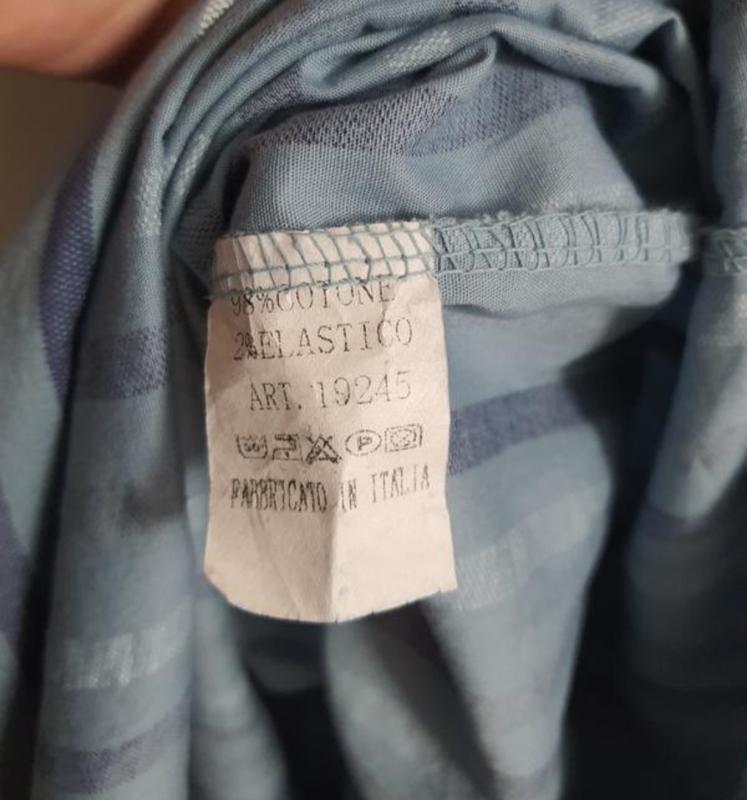 98%COTONE
2%ELASTICO
ART. 19245
P
FABBRICATO IN ITALIA